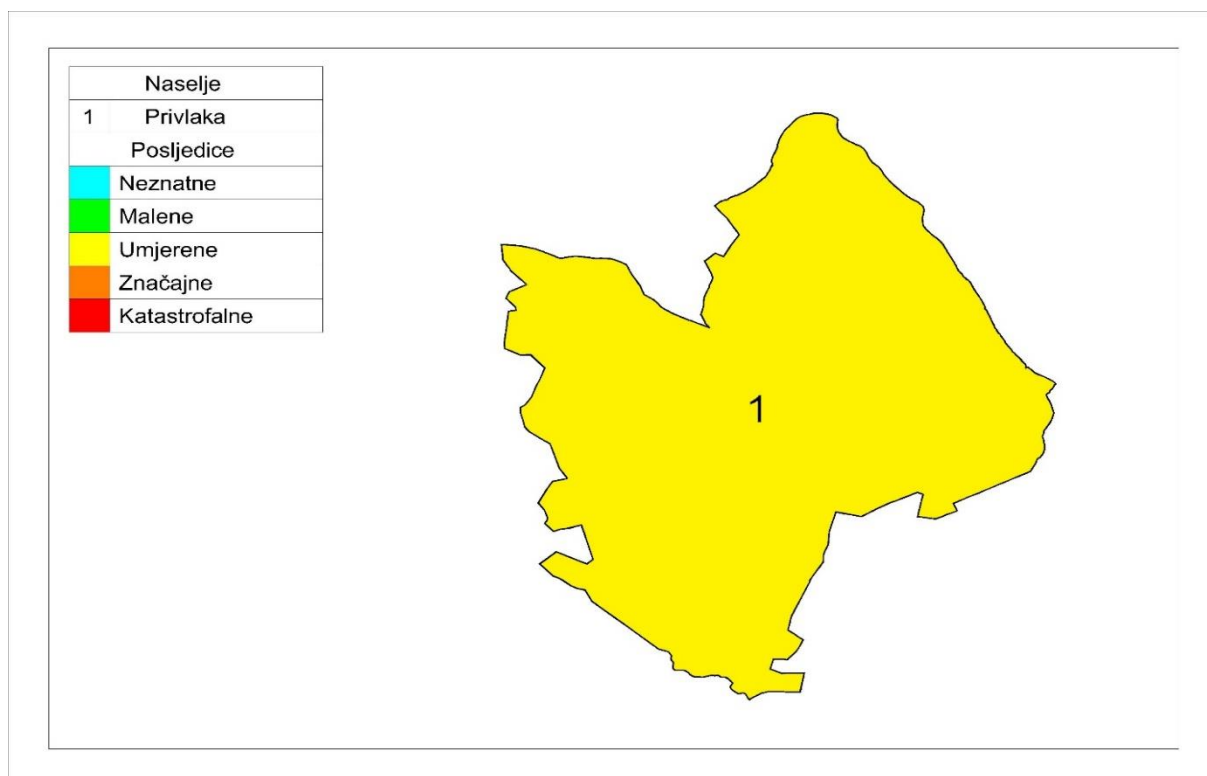 Naselje
1 Privlaka
Posljedice
Neznatne
Malene
Umjerene
Značajne
Katastrofalne
1